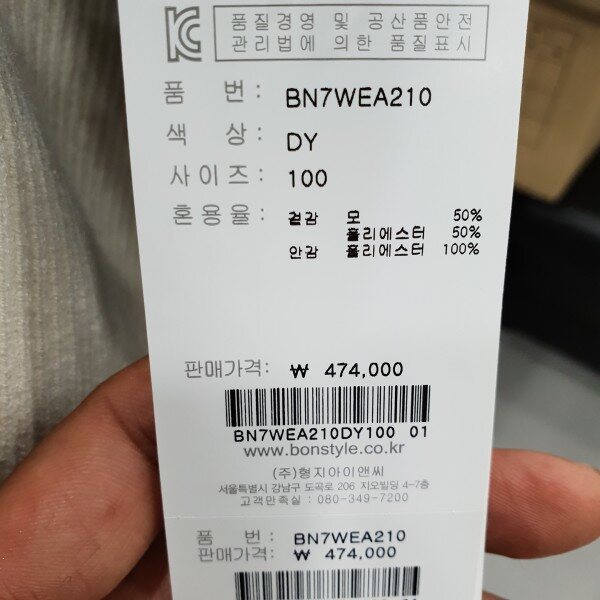 품질경영 및 공산품안전
관리법에 의한 품질표시
품 번 : BN7WEA210
색 상 : DY
사이즈 : 100
혼용율 : 겉감 모 50%
폴리에스터 50%
안감 폴리에스터 100%
판매가격: ₩ 474,000
BN7WEA210DY100 01
www.bonstyle.co.kr
(주)형지아이앤씨
서울특별시 강남구 도곡로 206 지오빌딩 4-7층
고객만족실 : 080-349-7200
품 번 : BN7WEA210
판매가격: ₩ 474,000